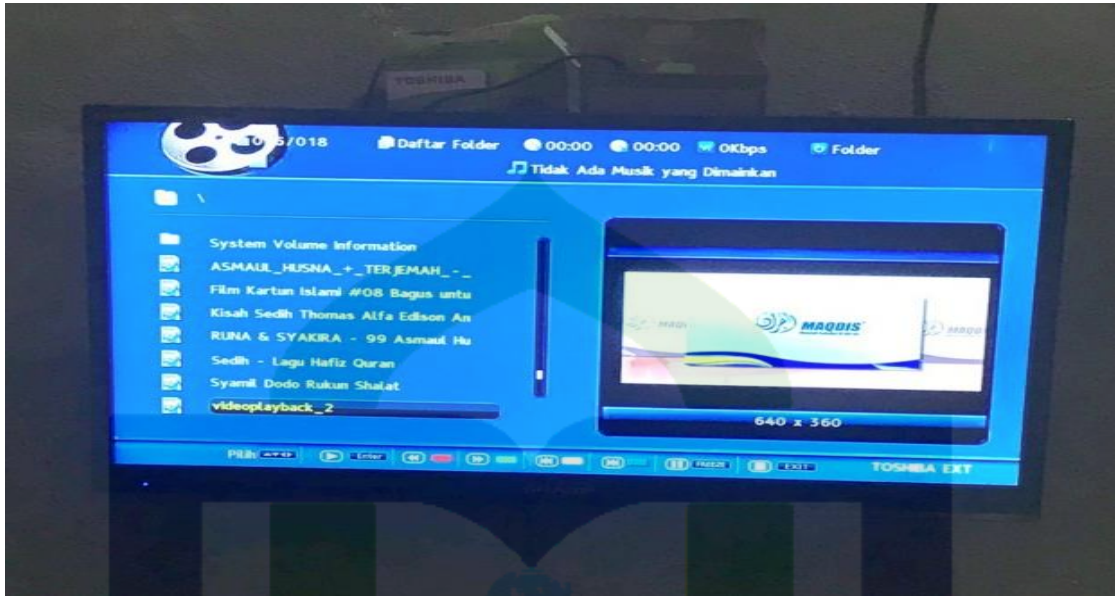 TOSHIBA
/018 Daftar Folder 00:00 00:00 0Kbps Folder
Tidak Ada Musik yang Dimainkan
\
System Volume Information
ASMAUL_HUSNA_+_TERJEMAH_-_
Film Kartun Islami #08 Bagus untu
Kisah Sedih Thomas Alfa Edison An
RUNA & SYAKIRA - 99 Asmaul Hu
Sedih - Lagu Hafiz Quran
Syamil Dodo Rukun Shalat
videoplayback_2
MAQDIS
640 x 360
Pilih Enter FREEZE EXIT TOSHIBA EXT